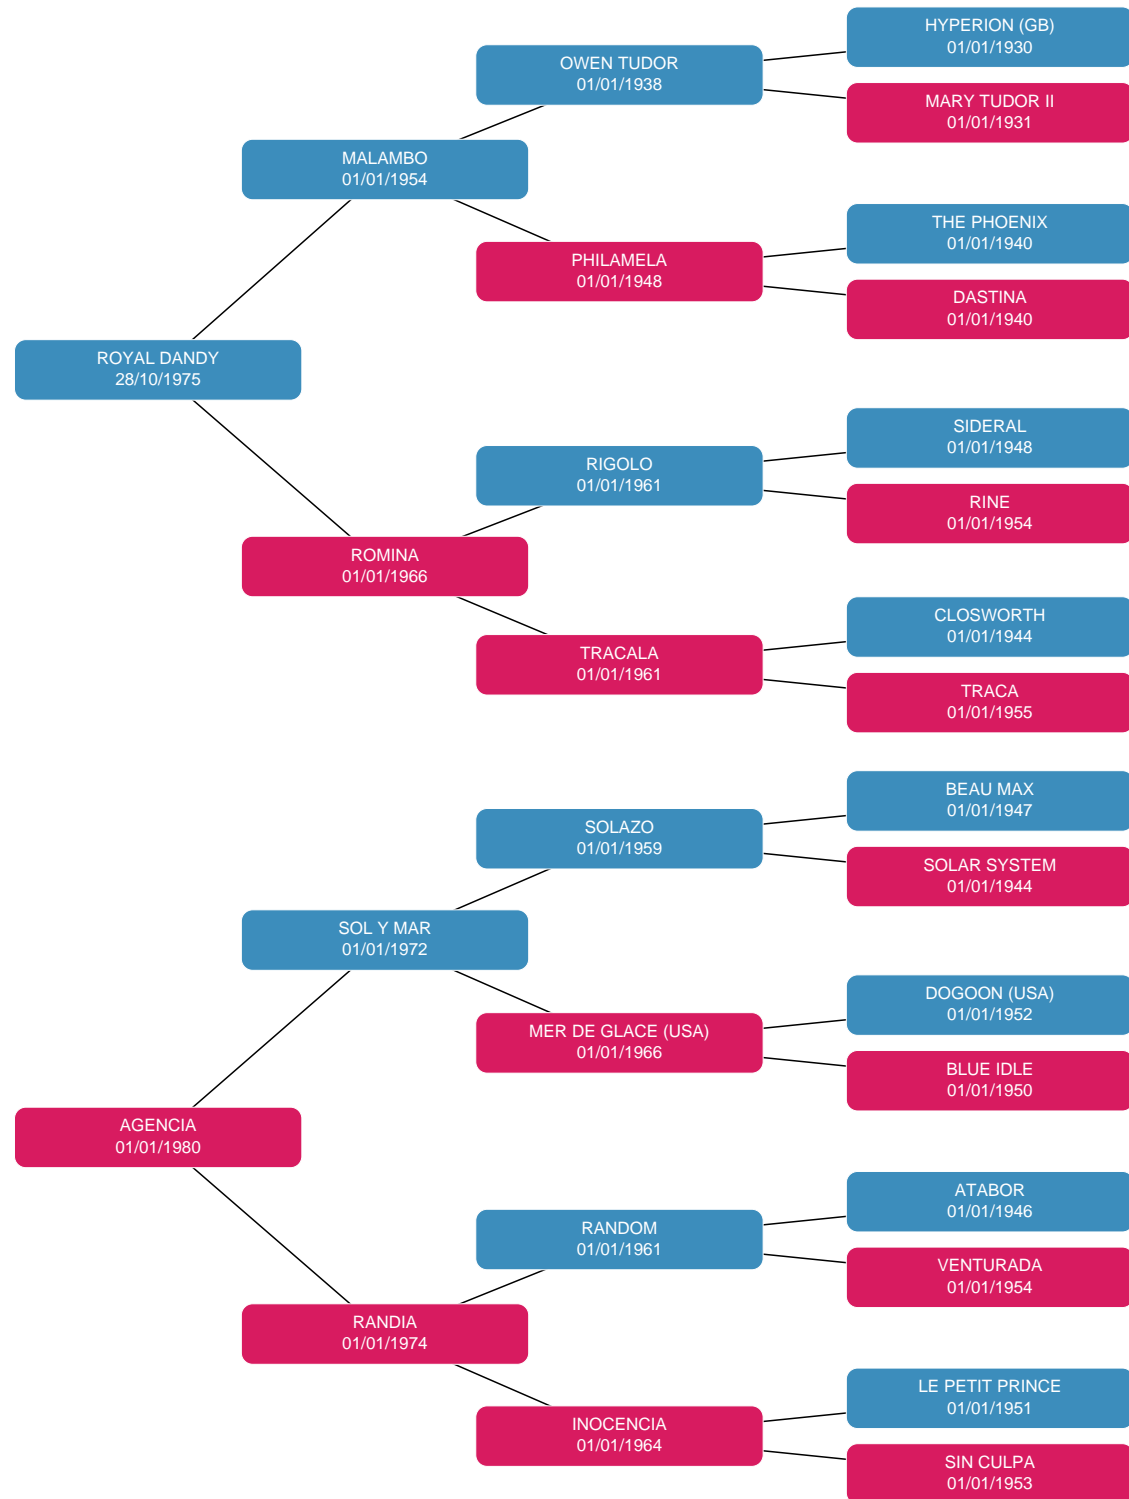 HYPERION (GB)
01/01/1930
OWEN TUDOR
01/01/1938
MARY TUDOR II
01/01/1931
MALAMBO
01/01/1954
THE PHOENIX
01/01/1940
PHILAMELA
01/01/1948
DASTINA
01/01/1940
ROYAL DANDY
28/10/1975
SIDERAL
01/01/1948
RIGOLO
01/01/1961
RINE
01/01/1954
ROMINA
01/01/1966
CLOSWORTH
01/01/1944
TRACALA
01/01/1961
TRACA
01/01/1955
BEAU MAX
01/01/1947
SOLAZO
01/01/1959
SOLAR SYSTEM
01/01/1944
SOL Y MAR
01/01/1972
DOGOON (USA)
01/01/1952
MER DE GLACE (USA)
01/01/1966
BLUE IDLE
01/01/1950
AGENCIA
01/01/1980
ATABOR
01/01/1946
RANDOM
01/01/1961
VENTURADA
01/01/1954
RANDIA
01/01/1974
LE PETIT PRINCE
01/01/1951
INOCENCIA
01/01/1964
SIN CULPA
01/01/1953